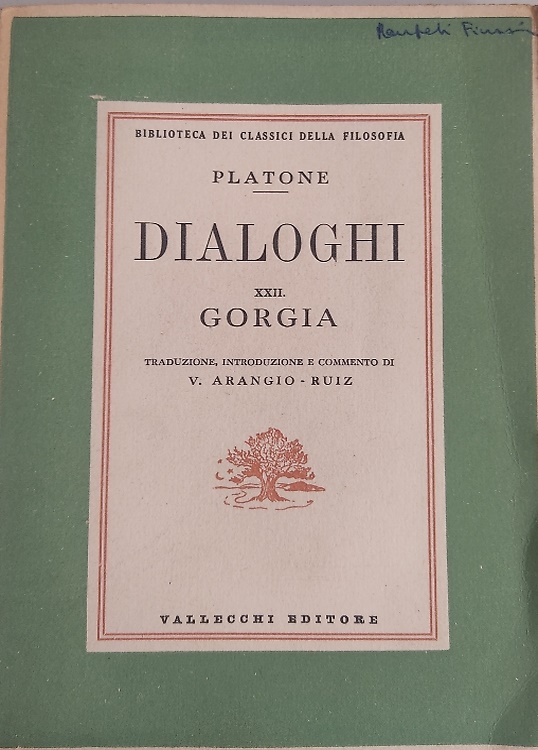 BIBLIOTECA DEI CLASSICI DELLA FILOSOFIA
PLATONE
DIALOGHI
XXII.
GORGIA
TRADUZIONE, INTRODUZIONE E COMMENTO DI
V. ARANGIO - RUIZ
VALLECCHI EDITORE